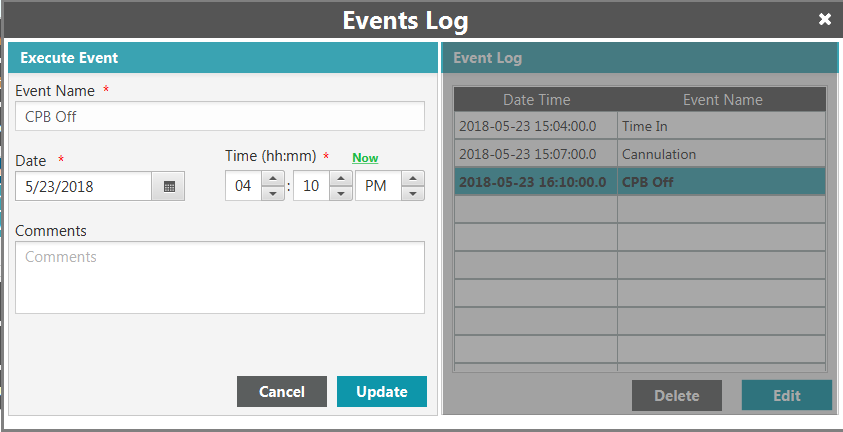 Events Log
Execute Event
Event Name *
CPB Off
Date *
Time (hh:mm) * Now
5/23/2018
04 : 10 PM
Comments
Comments
Cancel Update
Event Log
Date Time Event Name
2018-05-23 15:04:00.0 Time In
2018-05-23 15:07:00.0 Cannulation
2018-05-23 16:10:00.0 CPB Off
Delete Edit